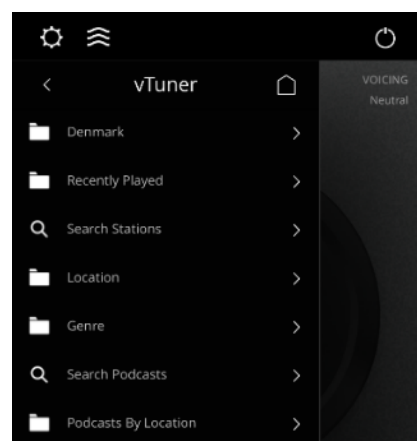 vTuner
VOICING
Neutral
Denmark
Recently Played
Search Stations
Location
Genre
Search Podcasts
Podcasts By Location